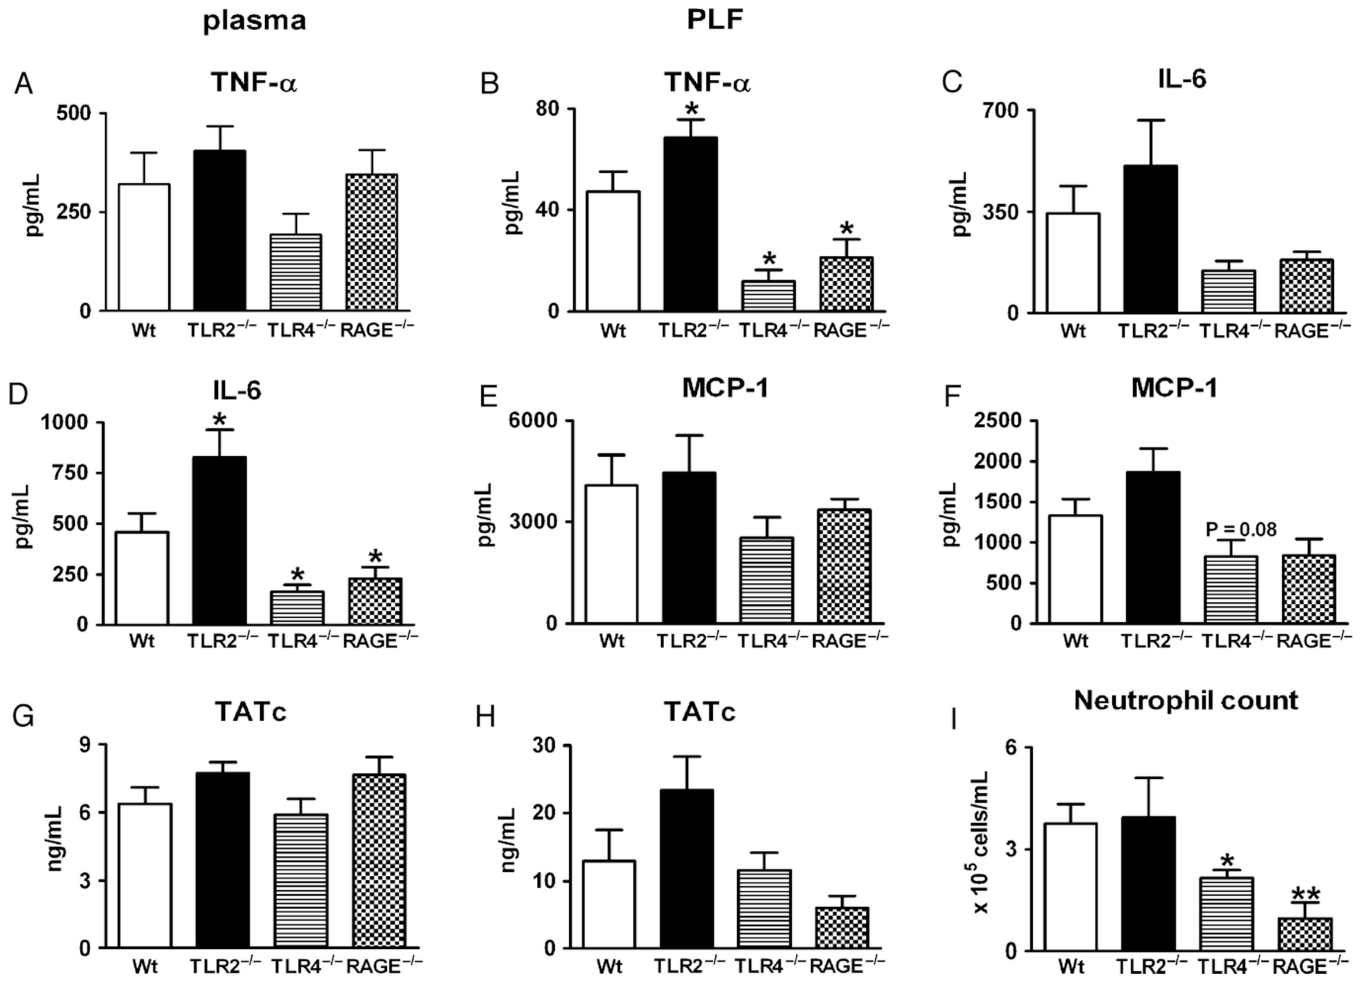 plasma
PLF
A
TNF-α
500
250
0
pg/mL
Wt
TLR2−/−
TLR4−/−
RAGE−/−
B
TNF-α
80
40
0
pg/mL
*
*
*
Wt
TLR2−/−
TLR4−/−
RAGE−/−
C
IL-6
700
350
0
pg/mL
Wt
TLR2−/−
TLR4−/−
RAGE−/−
D
IL-6
1000
750
500
250
0
pg/mL
*
*
*
Wt
TLR2−/−
TLR4−/−
RAGE−/−
E
MCP-1
6000
3000
0
pg/mL
Wt
TLR2−/−
TLR4−/−
RAGE−/−
F
MCP-1
2500
2000
1500
1000
500
0
pg/mL
P = 0.08
Wt
TLR2−/−
TLR4−/−
RAGE−/−
G
TATc
9
6
3
0
ng/mL
Wt
TLR2−/−
TLR4−/−
RAGE−/−
H
TATc
30
20
10
0
ng/mL
Wt
TLR2−/−
TLR4−/−
RAGE−/−
I
Neutrophil count
6
3
0
x 10⁵ cells/mL
*
**
Wt
TLR2−/−
TLR4−/−
RAGE−/−